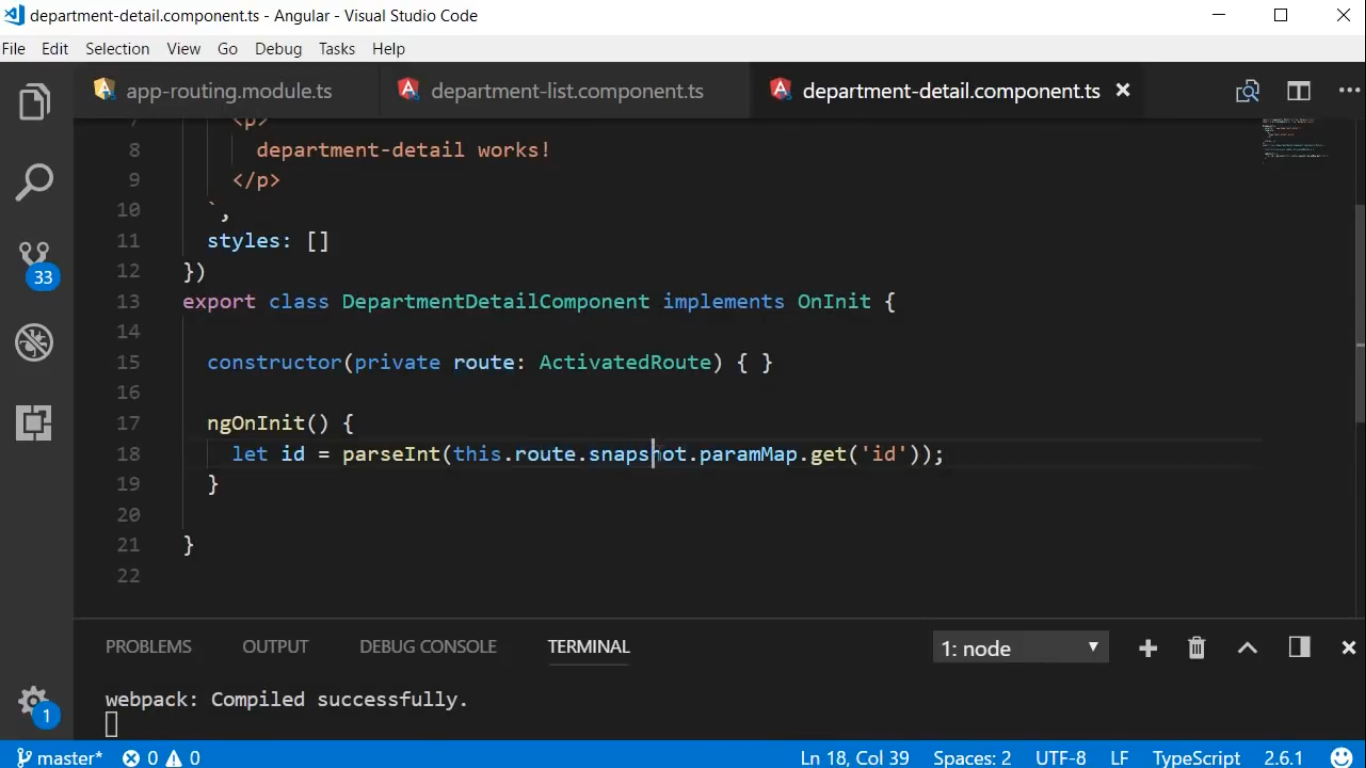 department-detail.component.ts - Angular - Visual Studio Code
File Edit Selection View Go Debug Tasks Help
app-routing.module.ts department-list.component.ts department-detail.component.ts
7 <p>
8 department-detail works!
9 </p>
10 `,
11 styles: []
12 })
13 export class DepartmentDetailComponent implements OnInit {
14
15 constructor(private route: ActivatedRoute) { }
16
17 ngOnInit() {
18 let id = parseInt(this.route.snapshot.paramMap.get('id'));
19 }
20
21 }
22
33
PROBLEMS OUTPUT DEBUG CONSOLE TERMINAL 1: node
webpack: Compiled successfully.
1
master* 0 0 Ln 18, Col 39 Spaces: 2 UTF-8 LF TypeScript 2.6.1